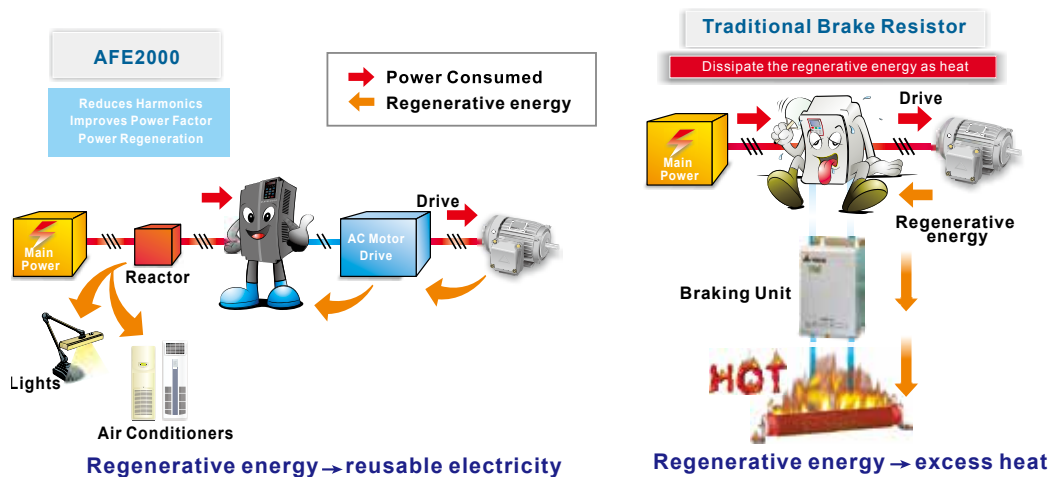 AFE2000
Reduces Harmonics
Improves Power Factor
Power Regeneration
Power Consumed
Regenerative energy
Main
Power
Reactor
AC Motor
Drive
Drive
Lights
Air Conditioners
Regenerative energy → reusable electricity
Traditional Brake Resistor
Dissipate the regnerative energy as heat
Main
Power
Drive
Regenerative
energy
Braking Unit
HOT
Regenerative energy → excess heat